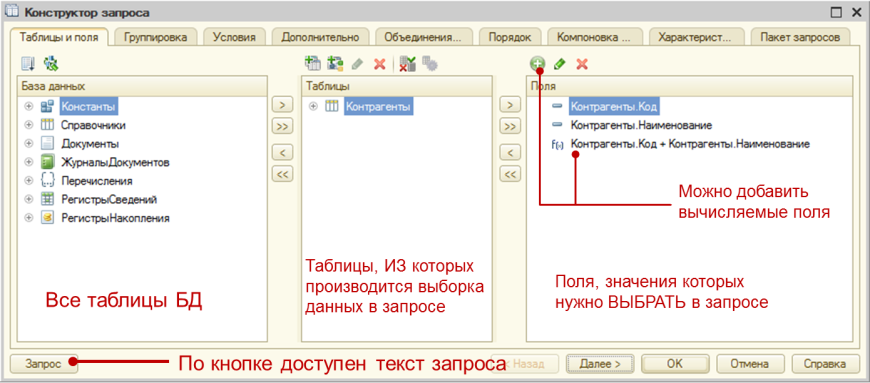 Конструктор запроса
Таблицы и поля
Группировка
Условия
Дополнительно
Объединения...
Порядок
Компоновка ...
Характерист...
Пакет запросов
База данных
Константы
Справочники
Документы
ЖурналыДокументов
Перечисления
РегистрыСведений
РегистрыНакопления
Все таблицы БД
>
>>
<
<<
Таблицы
Контрагенты
Таблицы, ИЗ которых
производится выборка
данных в запросе
>
>>
<
<<
Поля
Контрагенты.Код
Контрагенты.Наименование
Контрагенты.Код + Контрагенты.Наименование
Можно добавить
вычисляемые поля
Поля, значения которых
нужно ВЫБРАТЬ в запросе
Запрос
По кнопке доступен текст запроса
Назад
Далее >
OK
Отмена
Справка